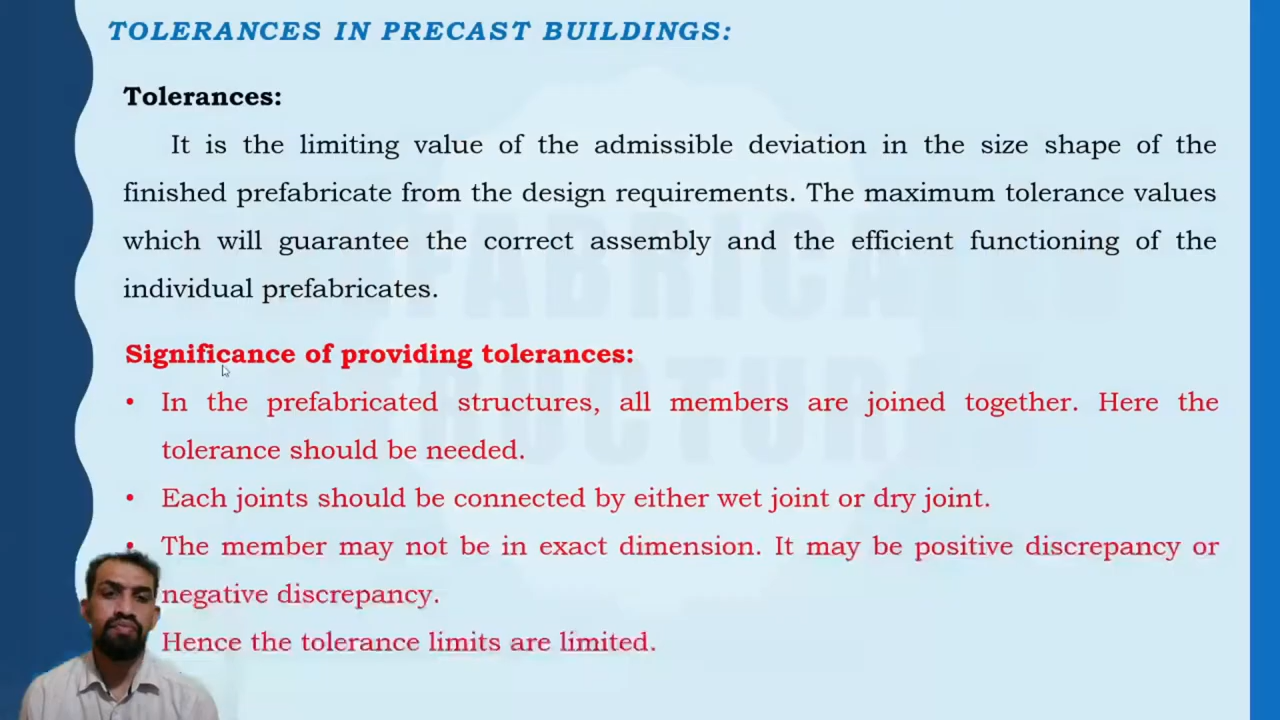 TOLERANCES IN PRECAST BUILDINGS:
Tolerances:
It is the limiting value of the admissible deviation in the size shape of the
finished prefabricate from the design requirements. The maximum tolerance values
which will guarantee the correct assembly and the efficient functioning of the
individual prefabricates.
Significance of providing tolerances:
• In the prefabricated structures, all members are joined together. Here the
tolerance should be needed.
• Each joints should be connected by either wet joint or dry joint.
• The member may not be in exact dimension. It may be positive discrepancy or
negative discrepancy.
Hence the tolerance limits are limited.